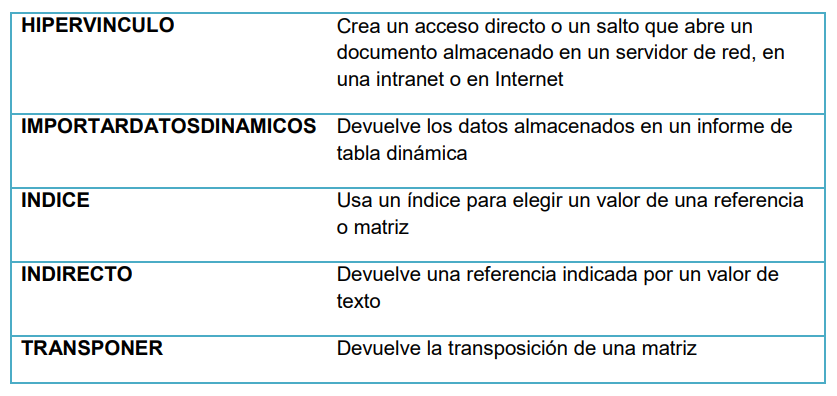 HIPERVINCULO Crea un acceso directo o un salto que abre un
documento almacenado en un servidor de red, en
una intranet o en Internet
IMPORTARDATOSDINAMICOS Devuelve los datos almacenados en un informe de
tabla dinámica
INDICE Usa un índice para elegir un valor de una referencia
o matriz
INDIRECTO Devuelve una referencia indicada por un valor de
texto
TRANSPONER Devuelve la transposición de una matriz